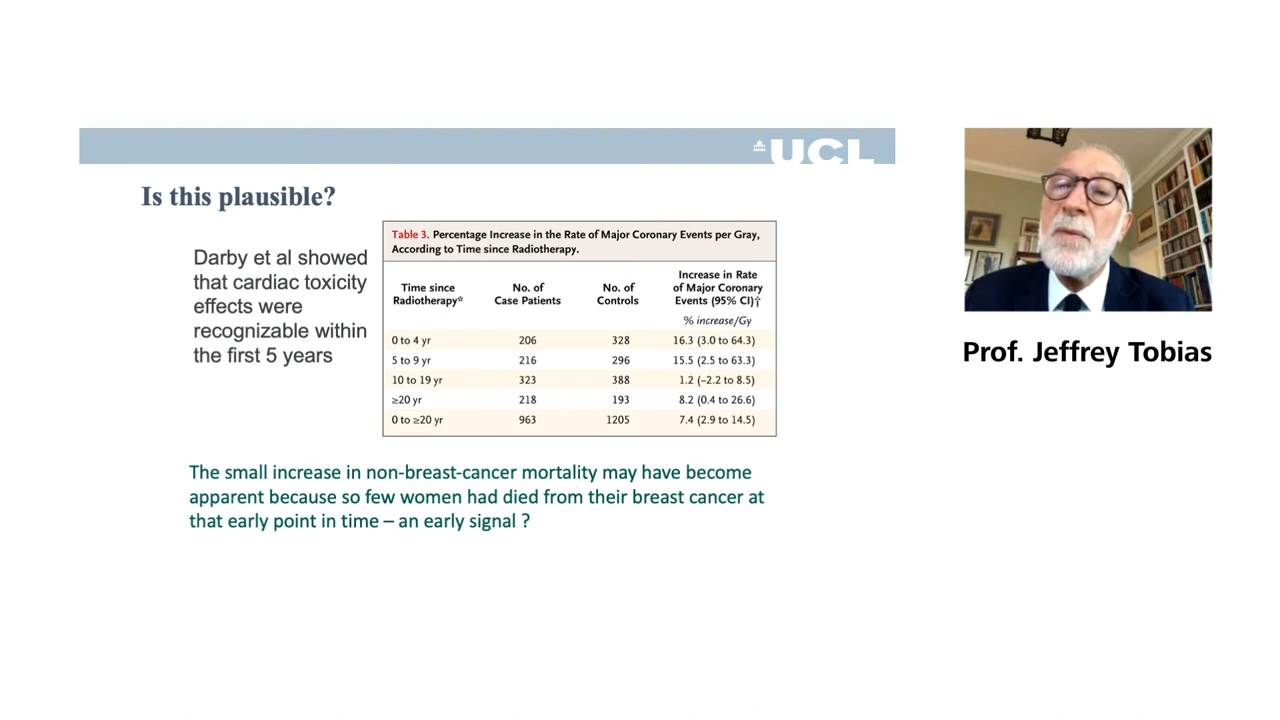 UCL
Is this plausible?
Darby et al showed
that cardiac toxicity
effects were
recognizable within
the first 5 years
Table 3. Percentage Increase in the Rate of Major Coronary Events per Gray,
According to Time since Radiotherapy.
Time since Radiotherapy* No. of Case Patients No. of Controls Increase in Rate of Major Coronary Events (95% CI)†
% increase/Gy
0 to 4 yr 206 328 16.3 (3.0 to 64.3)
5 to 9 yr 216 296 15.5 (2.5 to 63.3)
10 to 19 yr 323 388 1.2 (–2.2 to 8.5)
≥20 yr 218 193 8.2 (0.4 to 26.6)
0 to ≥20 yr 963 1205 7.4 (2.9 to 14.5)
The small increase in non-breast-cancer mortality may have become
apparent because so few women had died from their breast cancer at
that early point in time – an early signal ?
Prof. Jeffrey Tobias